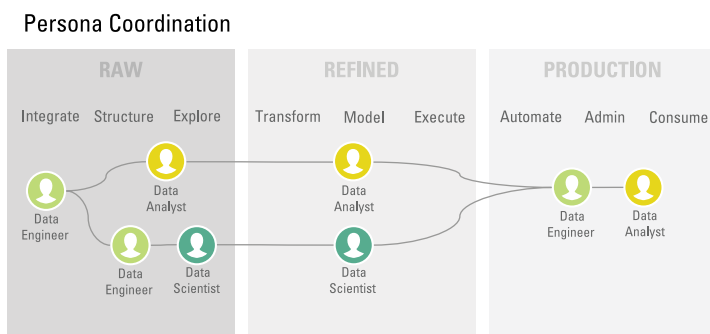 Persona Coordination
RAW
REFINED
PRODUCTION
Integrate Structure Explore
Transform Model Execute
Automate Admin Consume
Data
Analyst
Data
Analyst
Data
Engineer
Data
Engineer
Data
Analyst
Data
Engineer
Data
Scientist
Data
Scientist